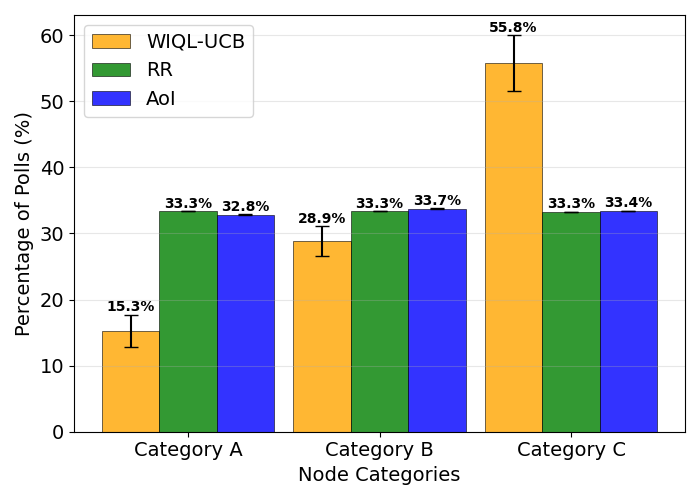 WIQL-UCB
RR
AoI
Percentage of Polls (%)
60
50
40
30
20
10
0
15.3%
33.3%
32.8%
28.9%
33.3%
33.7%
55.8%
33.3%
33.4%
Category A
Category B
Category C
Node Categories